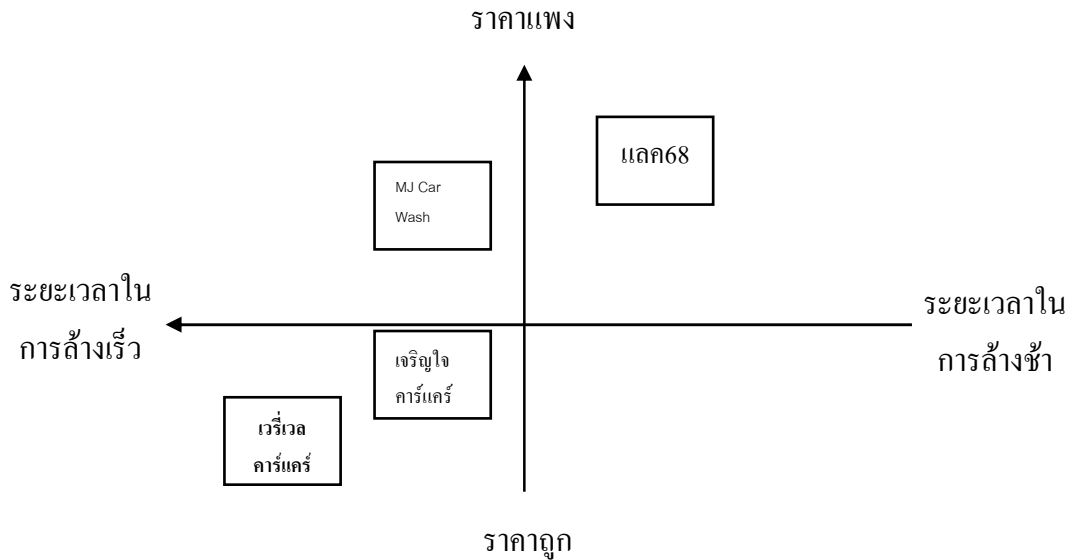 ราคาแพง
แลค68
MJ Car
Wash
ระยะเวลาใน
การล้างเร็ว
ระยะเวลาใน
การล้างช้า
เจริญใจ
คาร์แคร์
เวรี่เวล
คาร์แคร์
ราคาถูก